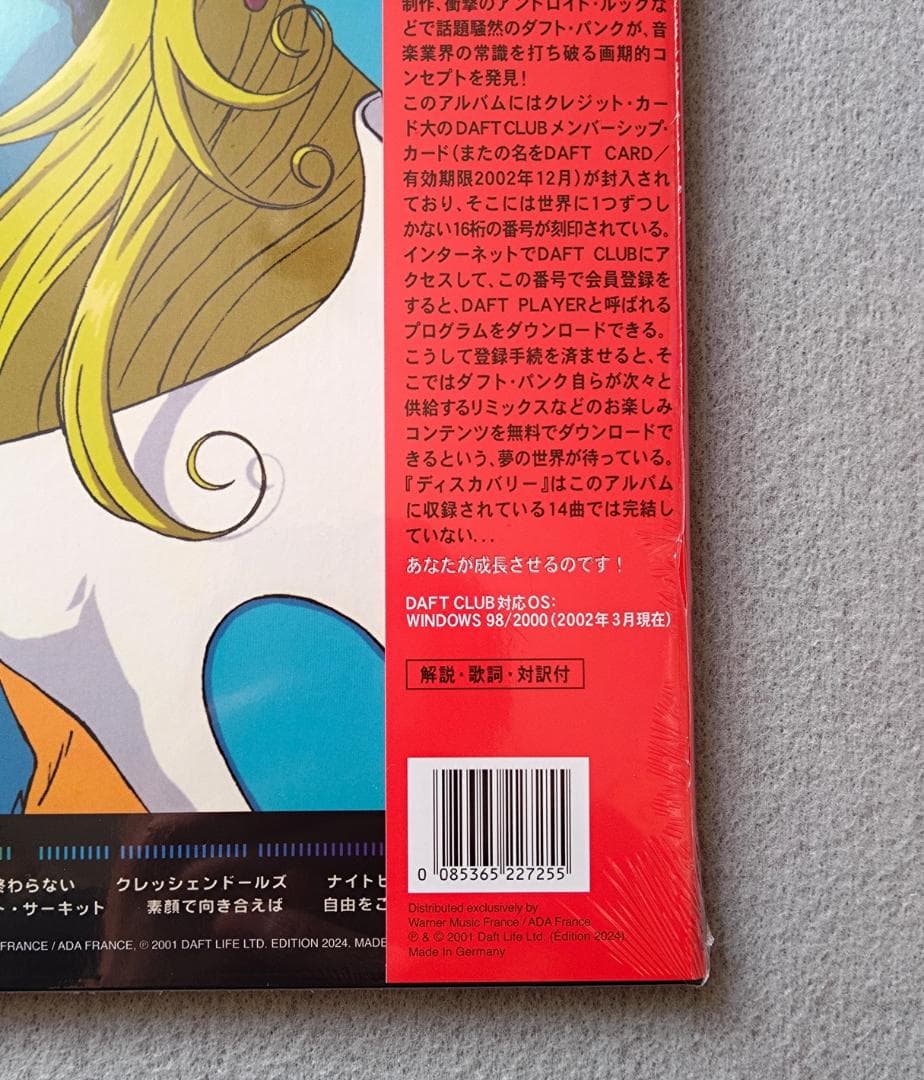 制作、衝撃のアンドロイド・ルックな
どで話題騒然のダフト・パンクが、音
楽業界の常識を打ち破る画期的コ
ンセプトを発見！
このアルバムにはクレジット・カー
ド大のDAFT CLUBメンバーシップ・
カード（またの名をDAFT CARD／
有効期限2002年12月）が封入され
ており、そこには世界に1つずつし
かない16桁の番号が刻印されている。
インターネットでDAFT CLUBにア
クセスして、この番号で会員登録を
すると、DAFT PLAYERと呼ばれる
プログラムをダウンロードできる。
こうして登録手続を済ませると、そ
こではダフト・パンク自らが次々と
供給するリミックスなどのお楽しみ
コンテンツを無料でダウンロードで
きるという、夢の世界が待っている。
『ディスカバリー』はこのアルバム
に収録されている14曲では完結し
ていない...
あなたが成長させるのです！
DAFT CLUB対応OS:
WINDOWS 98/2000（2002年3月現在）
解説・歌詞・対訳付
0 085365 227255
Distributed exclusively by
Warner Music France / ADA France
℗ & © 2001 Daft Life Ltd. (Edition 2024)
Made In Germany
終わらない クレッシェンドールズ ナイトビ
ト・サーキット 素顔で向き合えば 自由をこ
FRANCE / ADA FRANCE, ℗ 2001 DAFT LIFE LTD. EDITION 2024. MADE